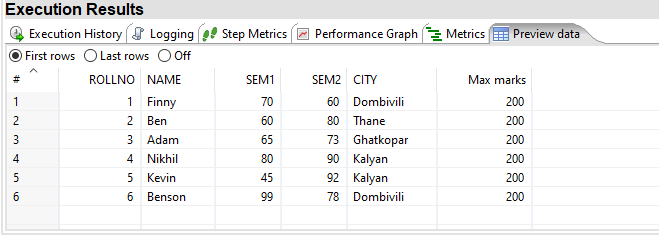 Execution Results
Execution History Logging Step Metrics Performance Graph Metrics Preview data
First rows Last rows Off
# ROLLNO NAME SEM1 SEM2 CITY Max marks
1 1 Finny 70 60 Dombivili 200
2 2 Ben 60 80 Thane 200
3 3 Adam 65 73 Ghatkopar 200
4 4 Nikhil 80 90 Kalyan 200
5 5 Kevin 45 92 Kalyan 200
6 6 Benson 99 78 Dombivili 200